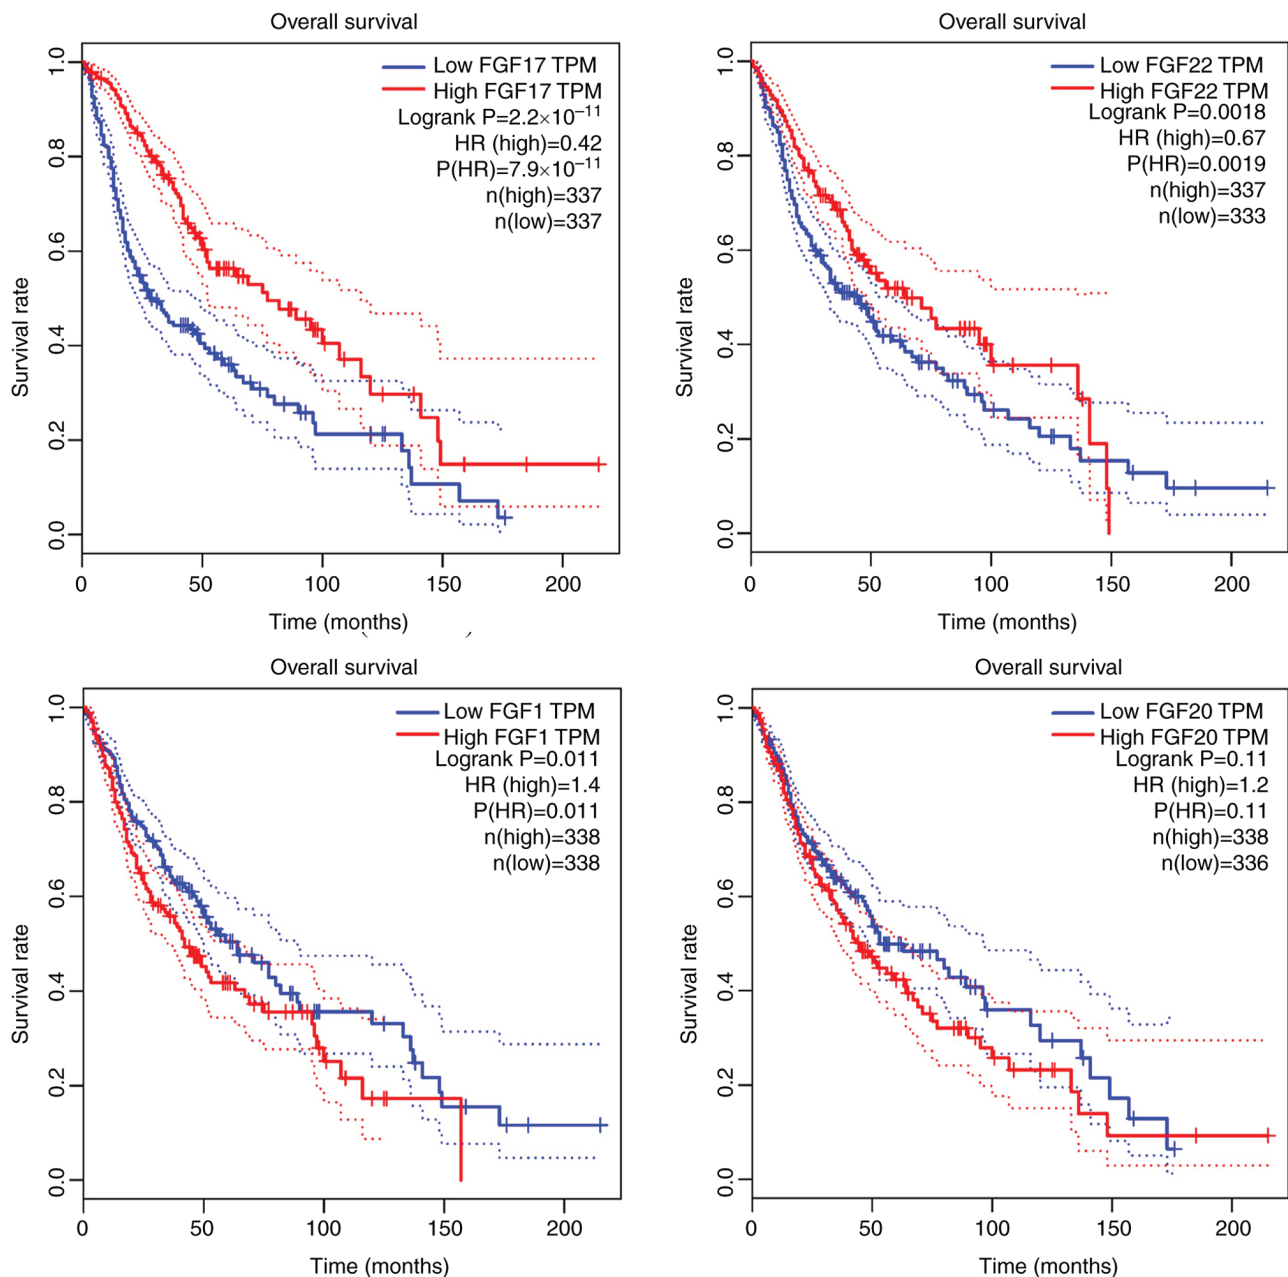 Overall survival
Low FGF17 TPM
High FGF17 TPM
Logrank P=2.2×10⁻¹¹
HR (high)=0.42
P(HR)=7.9×10⁻¹¹
n(high)=337
n(low)=337
Survival rate
1.0
0.8
0.6
0.4
0.2
0.0
0 50 100 150 200
Time (months)
Overall survival
Low FGF22 TPM
High FGF22 TPM
Logrank P=0.0018
HR (high)=0.67
P(HR)=0.0019
n(high)=337
n(low)=333
Survival rate
1.0
0.8
0.6
0.4
0.2
0.0
0 50 100 150 200
Time (months)
Overall survival
Low FGF1 TPM
High FGF1 TPM
Logrank P=0.011
HR (high)=1.4
P(HR)=0.011
n(high)=338
n(low)=338
Survival rate
1.0
0.8
0.6
0.4
0.2
0.0
0 50 100 150 200
Time (months)
Overall survival
Low FGF20 TPM
High FGF20 TPM
Logrank P=0.11
HR (high)=1.2
P(HR)=0.11
n(high)=338
n(low)=336
Survival rate
1.0
0.8
0.6
0.4
0.2
0.0
0 50 100 150 200
Time (months)